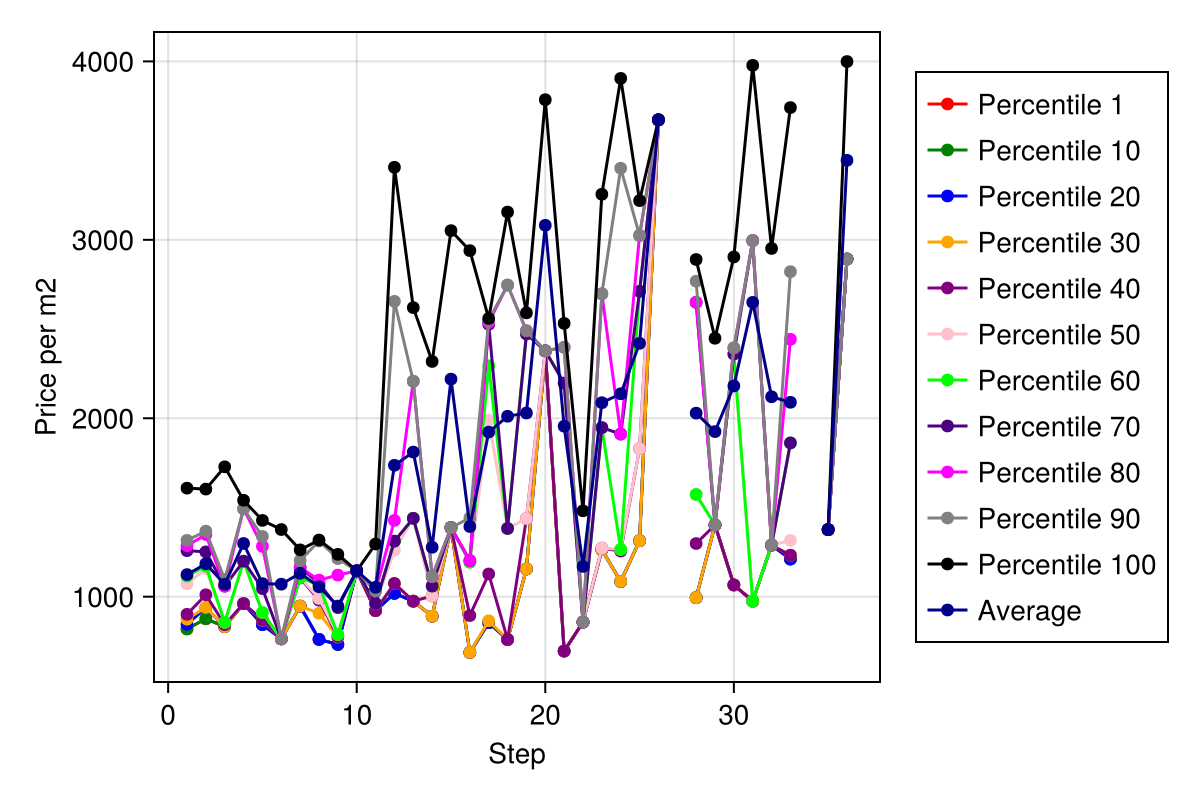 4000
3000
2000
1000
Price per m2
0 10 20 30
Step
Percentile 1
Percentile 10
Percentile 20
Percentile 30
Percentile 40
Percentile 50
Percentile 60
Percentile 70
Percentile 80
Percentile 90
Percentile 100
Average